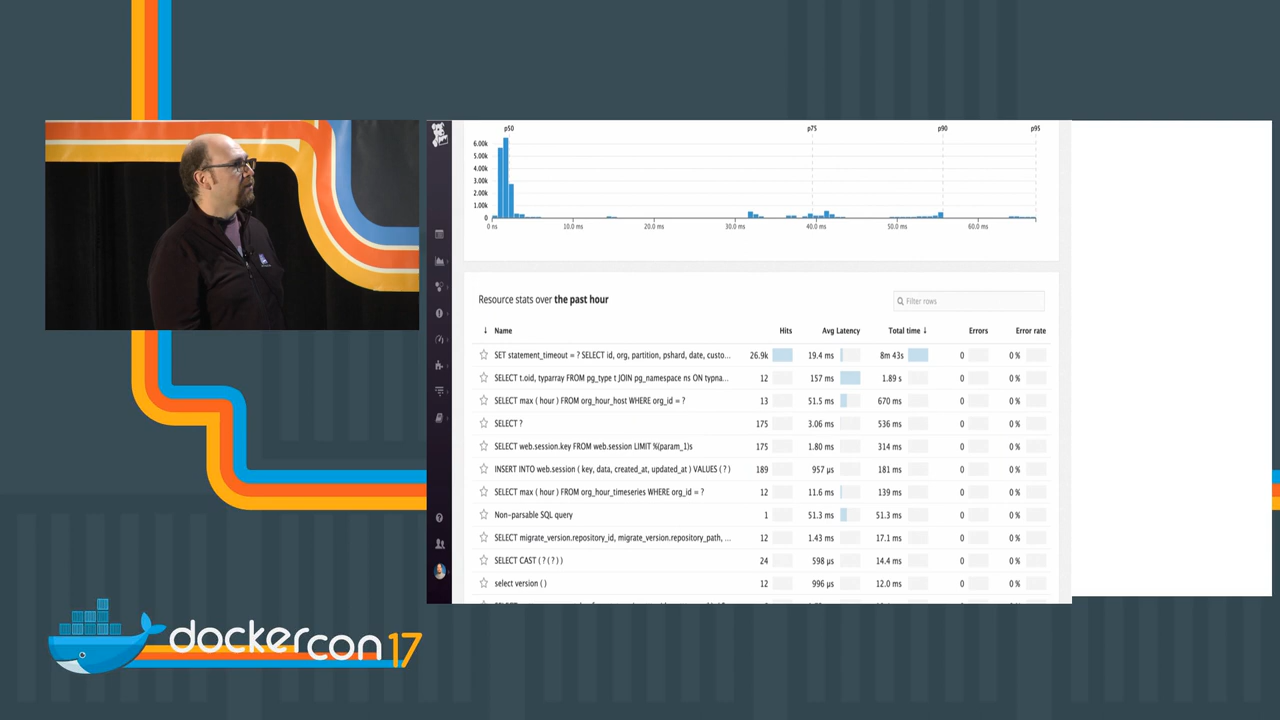 p50 p75 p90 p95
6.00k
5.00k
4.00k
3.00k
2.00k
1.00k
0
0 ns 10.0 ms 20.0 ms 30.0 ms 40.0 ms 50.0 ms 60.0 ms
Resource stats over the past hour
Filter rows
↓ Name Hits Avg Latency Total time ↓ Errors Error rate
SET statement_timeout = ? SELECT id, org, partition, pshard, date, custo... 26.9k 19.4 ms 8m 43s 0 0 %
SELECT t.oid, typarray FROM pg_type t JOIN pg_namespace ns ON typna... 12 157 ms 1.89 s 0 0 %
SELECT max ( hour ) FROM org_hour_host WHERE org_id = ? 13 51.5 ms 670 ms 0 0 %
SELECT ? 175 3.06 ms 536 ms 0 0 %
SELECT web.session.key FROM web.session LIMIT %(param_1)s 175 1.80 ms 314 ms 0 0 %
INSERT INTO web.session ( key, data, created_at, updated_at ) VALUES ( ? ) 189 957 µs 181 ms 0 0 %
SELECT max ( hour ) FROM org_hour_timeseries WHERE org_id = ? 12 11.6 ms 139 ms 0 0 %
Non-parsable SQL query 1 51.3 ms 51.3 ms 0 0 %
SELECT migrate_version.repository_id, migrate_version.repository_path, ... 12 1.43 ms 17.1 ms 0 0 %
SELECT CAST ( ? ( ? ) ) 24 598 µs 14.4 ms 0 0 %
select version ( ) 12 996 µs 12.0 ms 0 0 %
dockercon 17